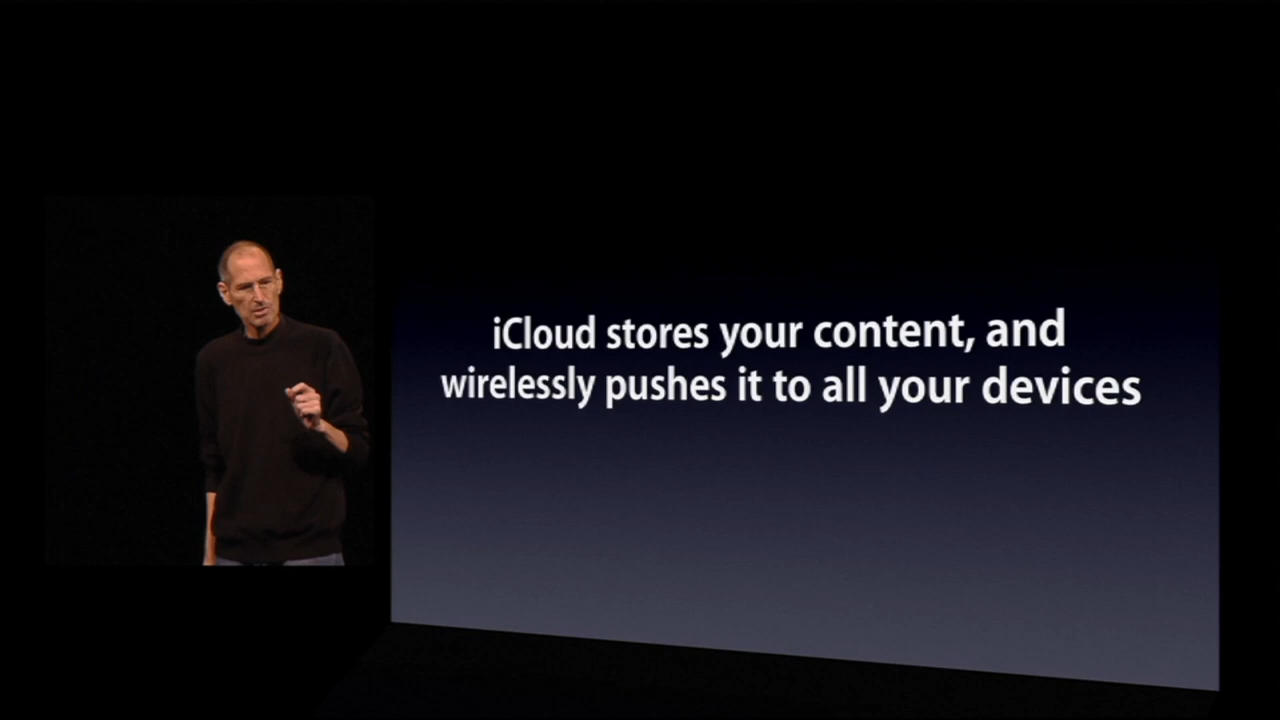 iCloud stores your content, and
wirelessly pushes it to all your devices